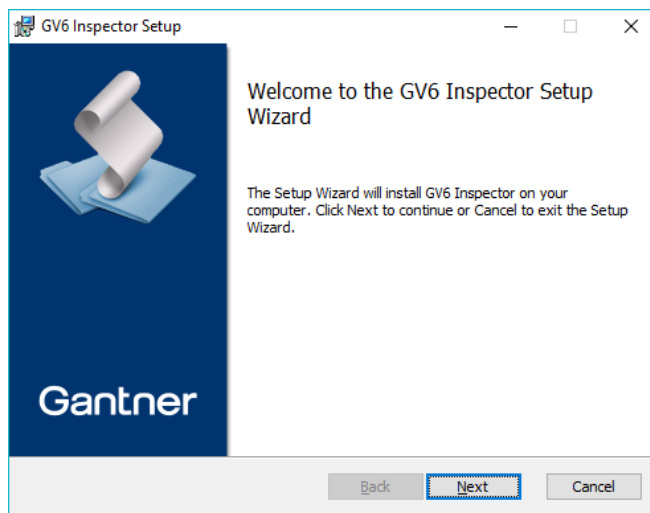 GV6 Inspector Setup
Welcome to the GV6 Inspector Setup
Wizard
The Setup Wizard will install GV6 Inspector on your
computer. Click Next to continue or Cancel to exit the Setup
Wizard.
Gantner
Back Next Cancel